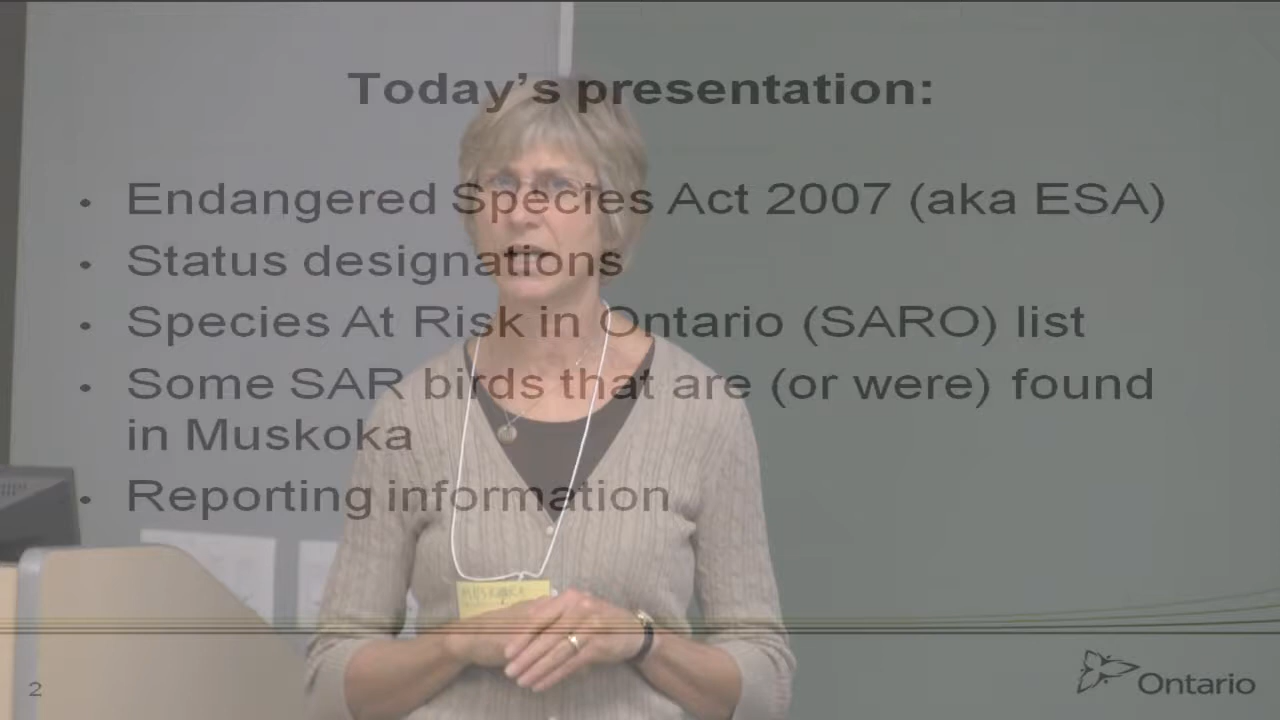 Today's presentation:
• Endangered Species Act 2007 (aka ESA)
• Status designations
• Species At Risk in Ontario (SARO) list
• Some SAR birds that are (or were) found
in Muskoka
• Reporting information
2
Ontario